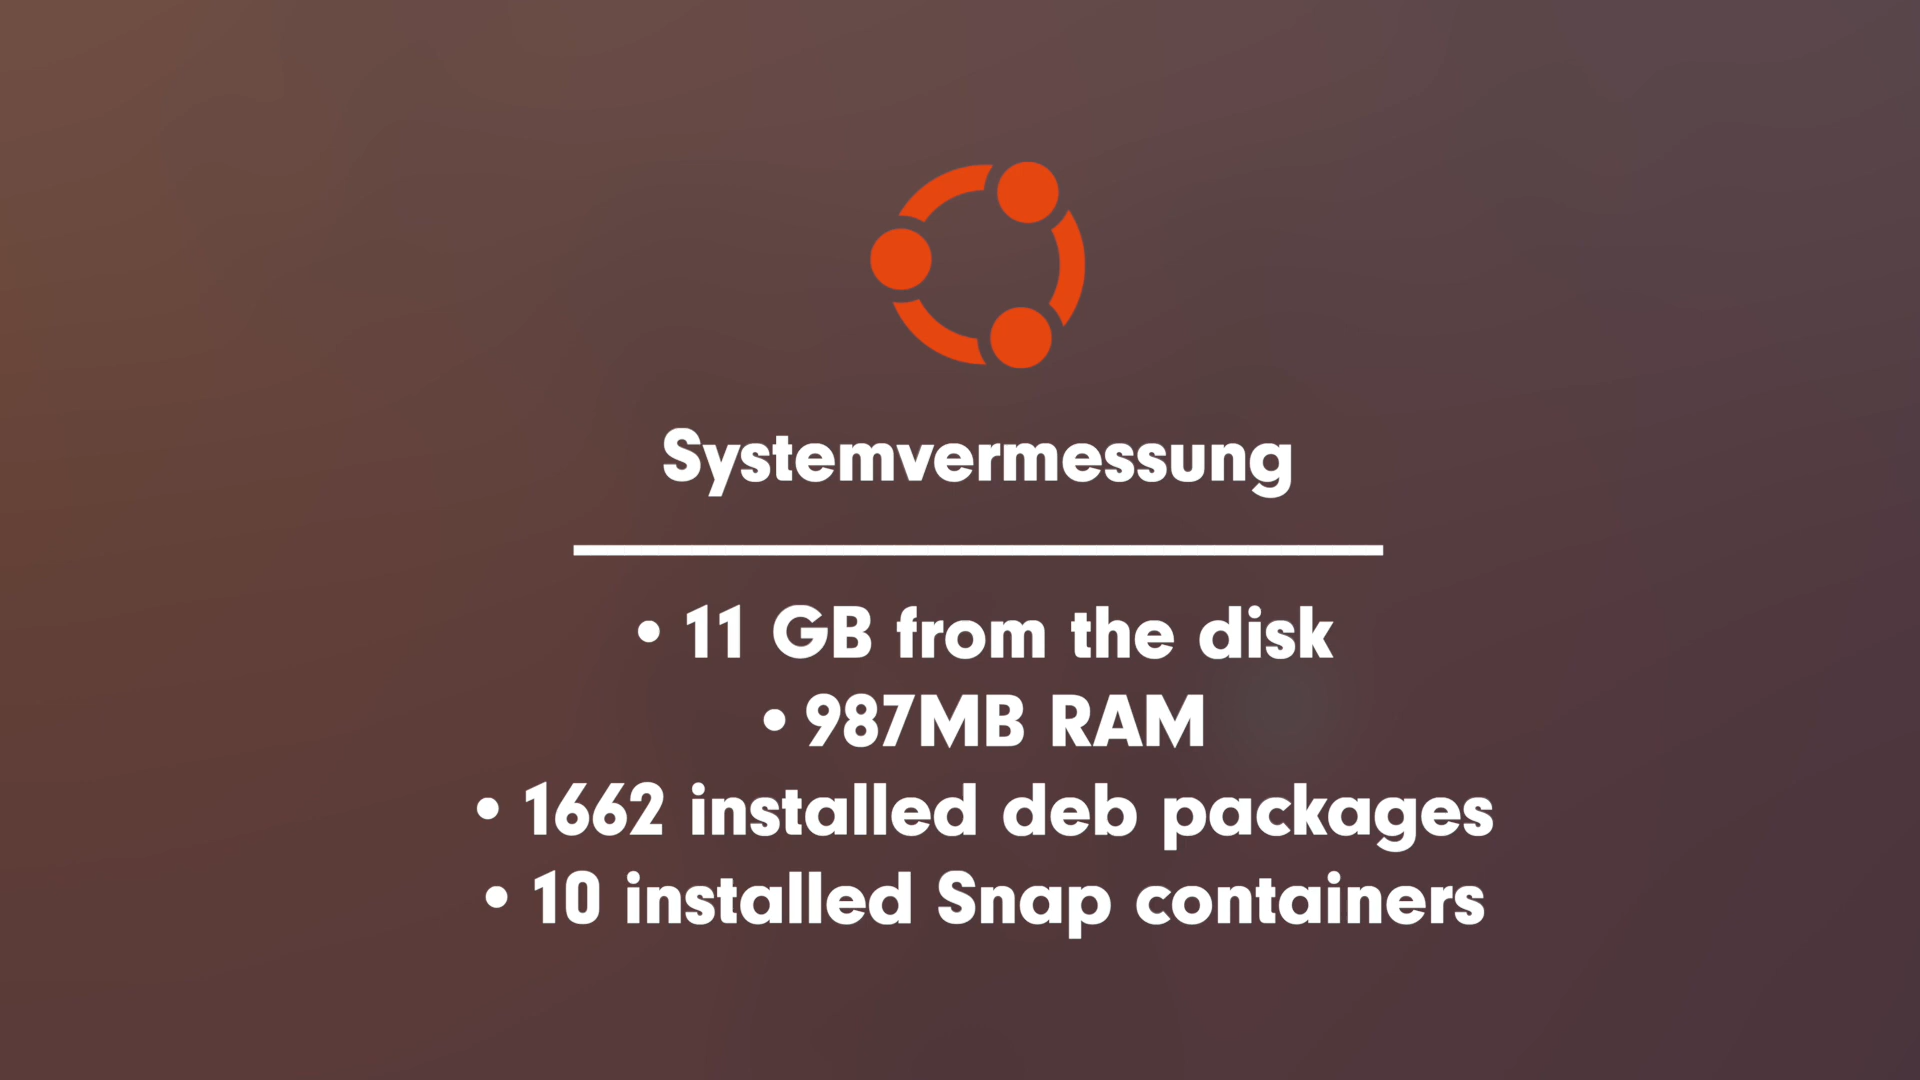 Systemvermessung
• 11 GB from the disk
• 987MB RAM
• 1662 installed deb packages
• 10 installed Snap containers